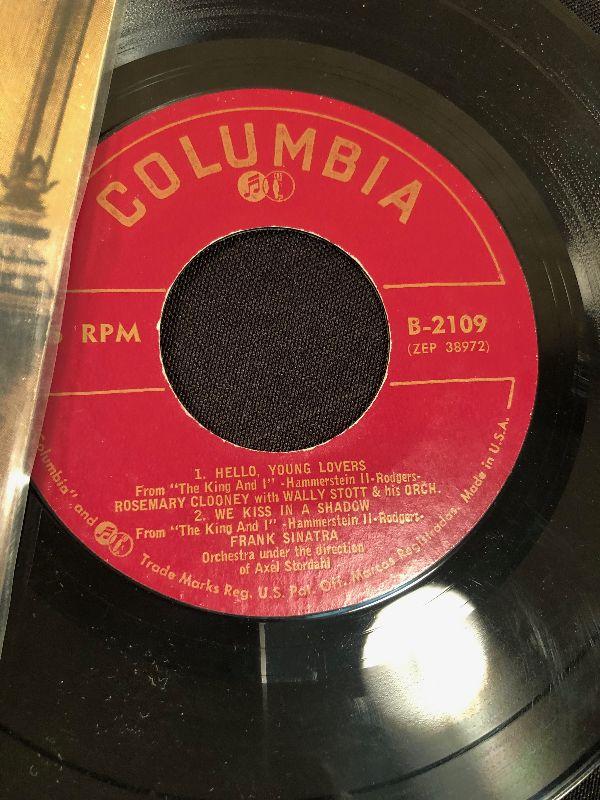 COLUMBIA
RPM
B-2109
(ZEP 38972)
1. HELLO, YOUNG LOVERS
From "The King And I" -Hammerstein II-Rodgers-
ROSEMARY CLOONEY with WALLY STOTT & his ORCH.
2. WE KISS IN A SHADOW
From "The King And I" -Hammerstein II-Rodgers-
FRANK SINATRA
Orchestra under the direction
of Axel Stordahl
Columbia" and Trade Marks Reg. U.S. Pat. Off. Marcas Registradas. Made in U.S.A.